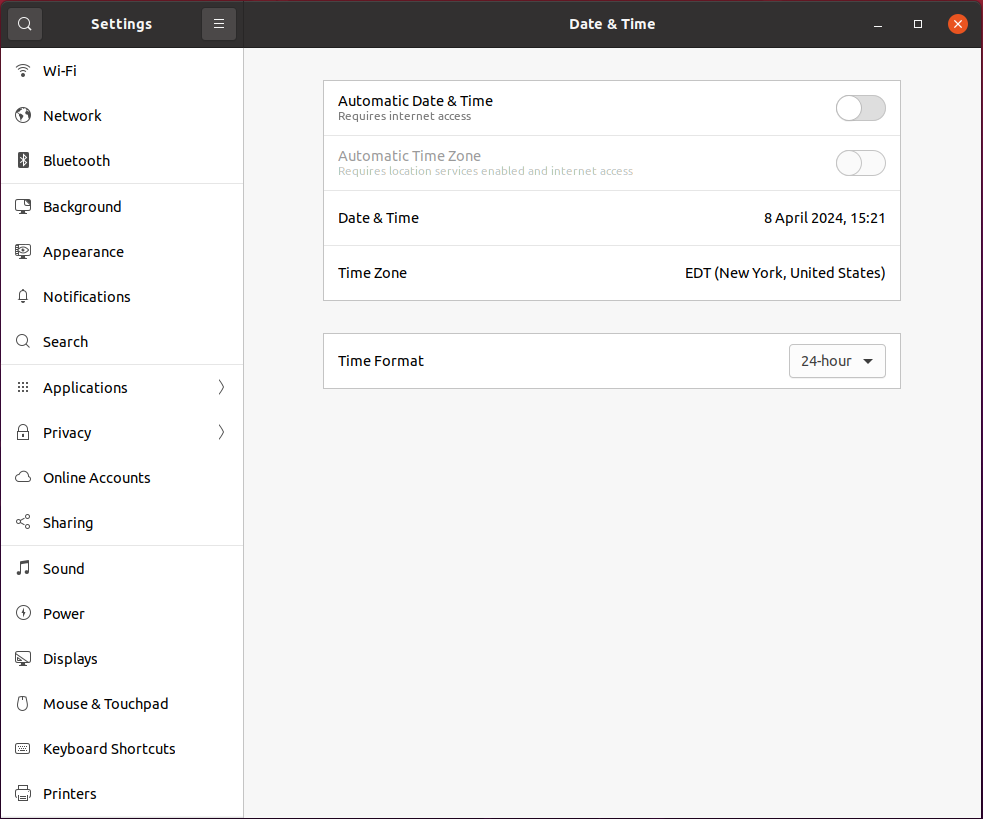 Settings
Date & Time
Wi-Fi
Network
Bluetooth
Background
Appearance
Notifications
Search
Applications
Privacy
Online Accounts
Sharing
Sound
Power
Displays
Mouse & Touchpad
Keyboard Shortcuts
Printers
Automatic Date & Time
Requires internet access
Automatic Time Zone
Requires location services enabled and internet access
Date & Time 8 April 2024, 15:21
Time Zone EDT (New York, United States)
Time Format 24-hour